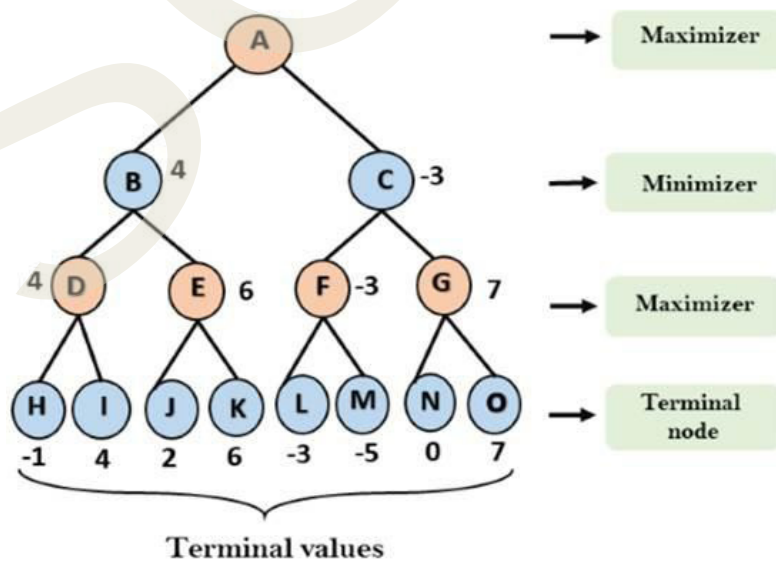 A
Maximizer
B 4
C -3
Minimizer
4 D
E 6
F -3
G 7
Maximizer
H I J K L M N O
Terminal
node
-1 4 2 6 -3 -5 0 7
Terminal values